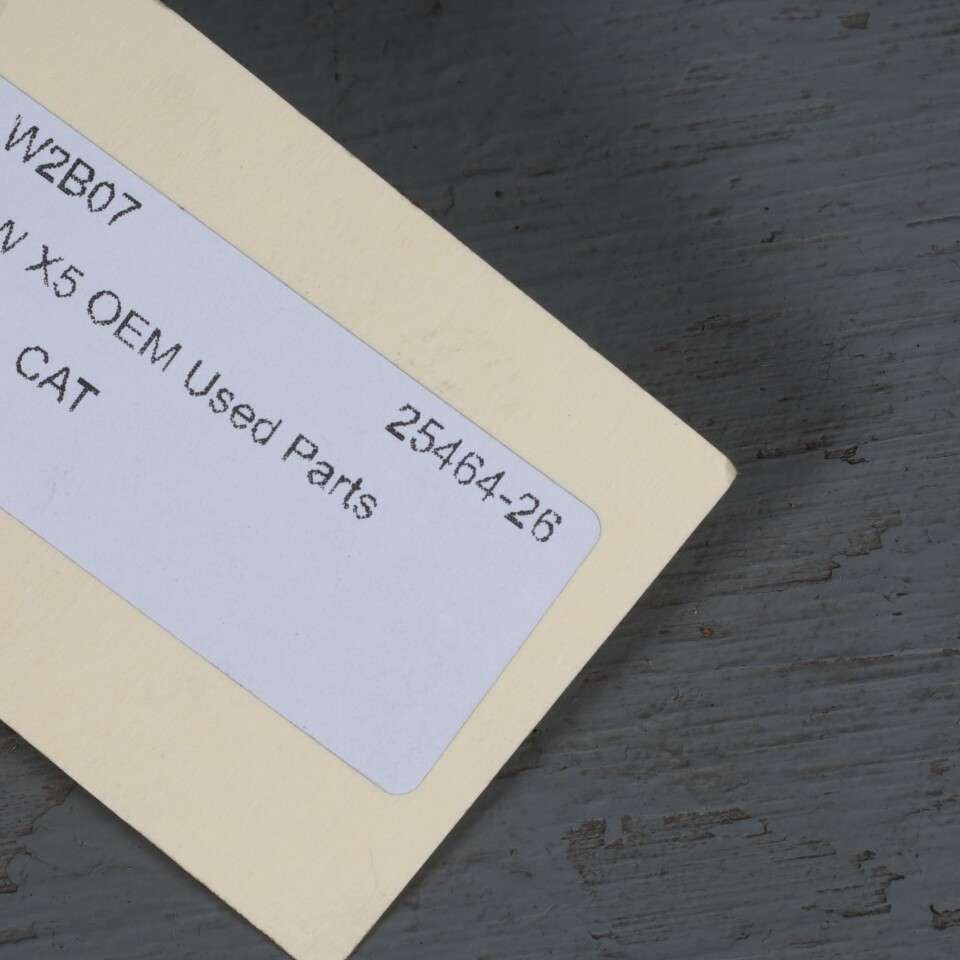 W2B07
25464-26
W X5 OEM Used Parts
CAT